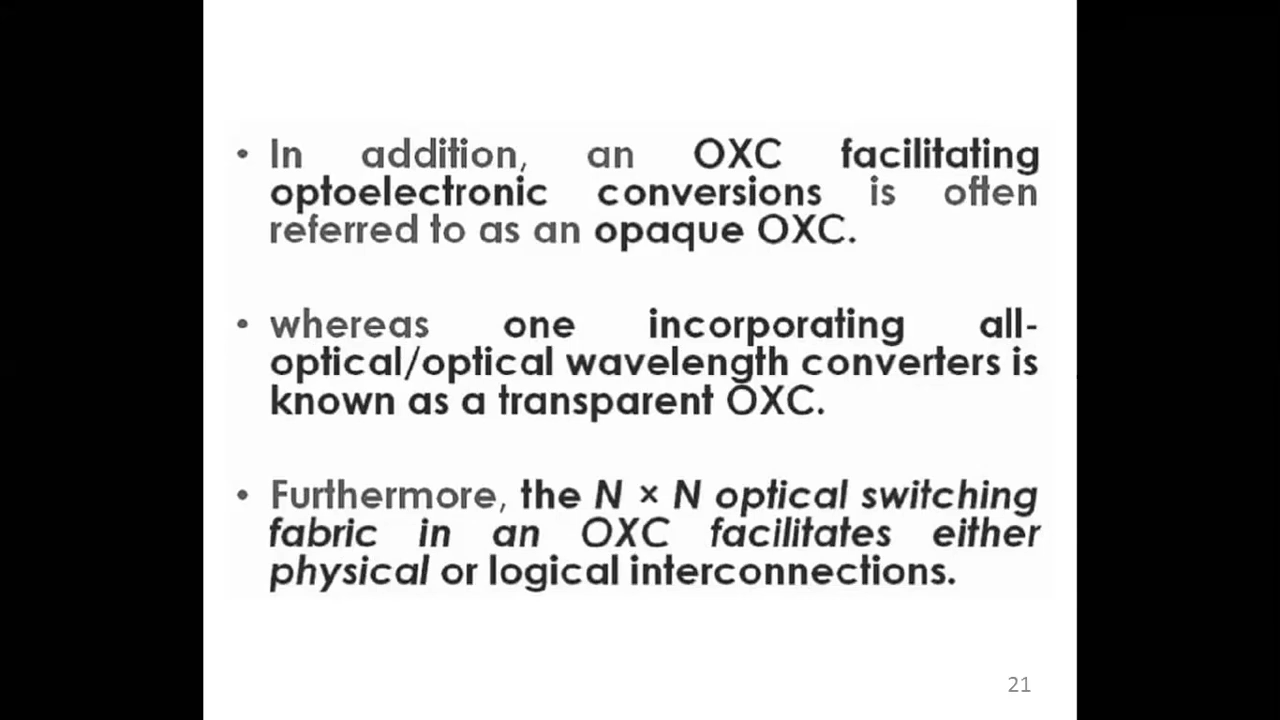 • In addition, an OXC facilitating
optoelectronic conversions is often
referred to as an opaque OXC.
• whereas one incorporating all-
optical/optical wavelength converters is
known as a transparent OXC.
• Furthermore, the N × N optical switching
fabric in an OXC facilitates either
physical or logical interconnections.
21